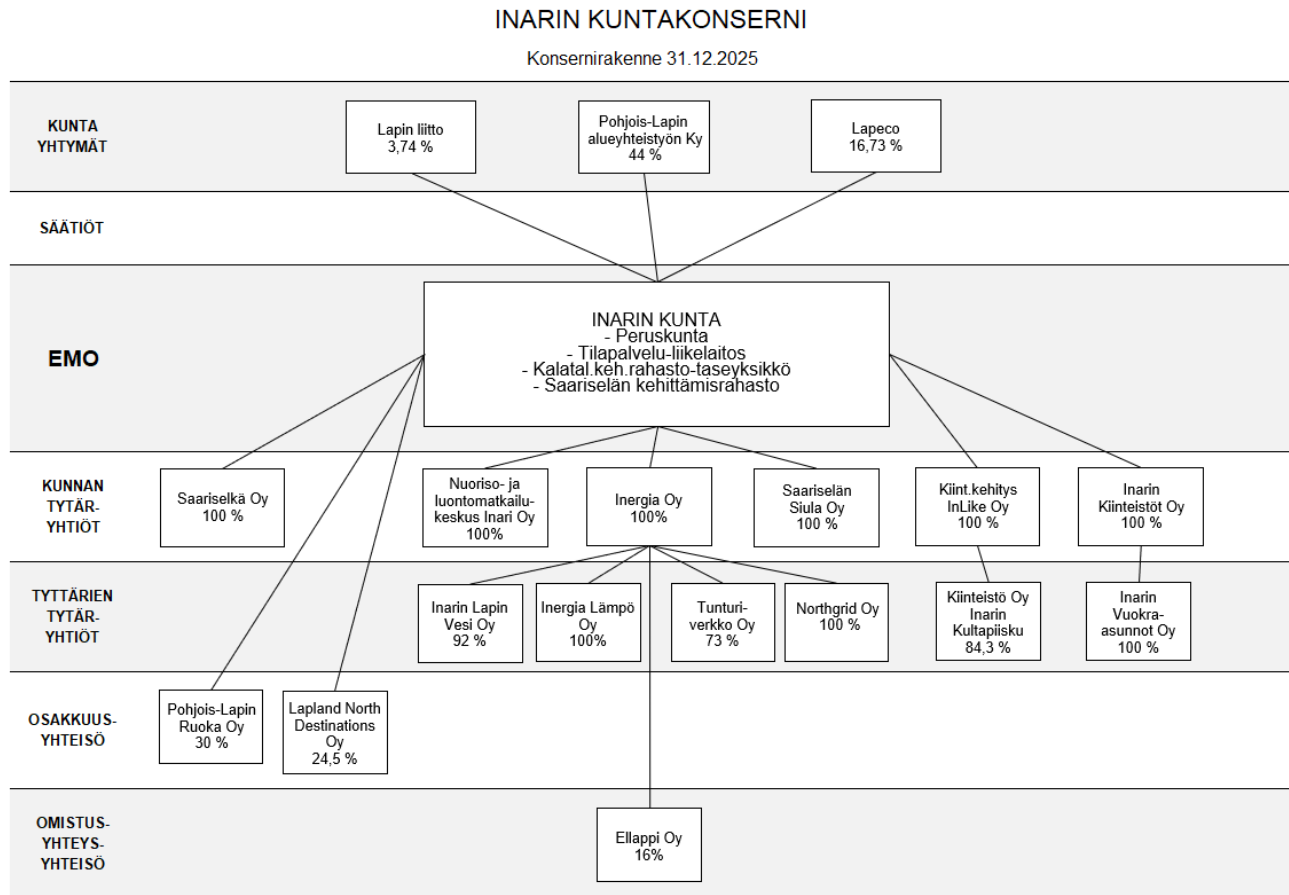 INARIN KUNTAKONSERNI
Konsernirakenne 31.12.2025
KUNTA
YHTYMÄT
Lapin liitto
3,74 %
Pohjois-Lapin
alueyhteistyön Ky
44 %
Lapeco
16,73 %
SÄÄTIÖT
EMO
INARIN KUNTA
- Peruskunta
- Tilapalvelu-liikelaitos
- Kalatal.keh.rahasto-taseyksikkö
- Saariselän kehittämisrahasto
KUNNAN
TYTÄR-
YHTIÖT
Saariselkä Oy
100 %
Nuoriso- ja
luontomatkailu-
keskus Inari Oy
100%
Inergia Oy
100%
Saariselän
Siula Oy
100 %
Kiint.kehitys
InLike Oy
100 %
Inarin
Kiinteistöt Oy
100 %
TYTTÄRIEN
TYTÄR-
YHTIÖT
Inarin Lapin
Vesi Oy
92 %
Inergia Lämpö
Oy
100%
Tunturi-
verkko Oy
73 %
Northgrid Oy
100 %
Kiinteistö Oy
Inarin
Kultapiisku
84,3 %
Inarin
Vuokra-
asunnot Oy
100 %
OSAKKUUS-
YHTEISÖ
Pohjois-Lapin
Ruoka Oy
30 %
Lapland North
Destinations
Oy
24,5 %
OMISTUS-
YHTEYS-
YHTEISÖ
Ellappi Oy
16%